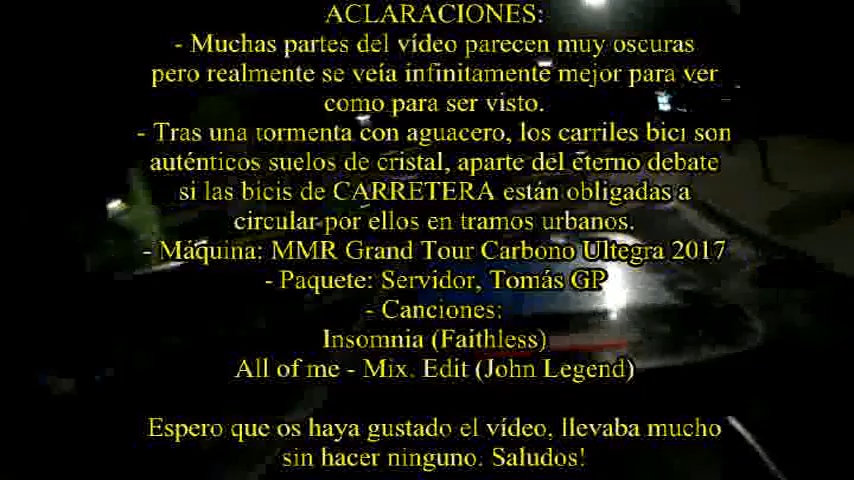 ACLARACIONES:
- Muchas partes del vídeo parecen muy oscuras
pero realmente se veía infinitamente mejor para ver
como para ser visto.
- Tras una tormenta con aguacero, los carriles bici son
auténticos suelos de cristal, aparte del eterno debate
si las bicis de CARRETERA están obligadas a
circular por ellos en tramos urbanos.
- Máquina: MMR Grand Tour Carbono Ultegra 2017
- Paquete: Servidor, Tomás GP
- Canciones:
Insomnia (Faithless)
All of me - Mix. Edit (John Legend)
Espero que os haya gustado el vídeo, llevaba mucho
sin hacer ninguno. Saludos!